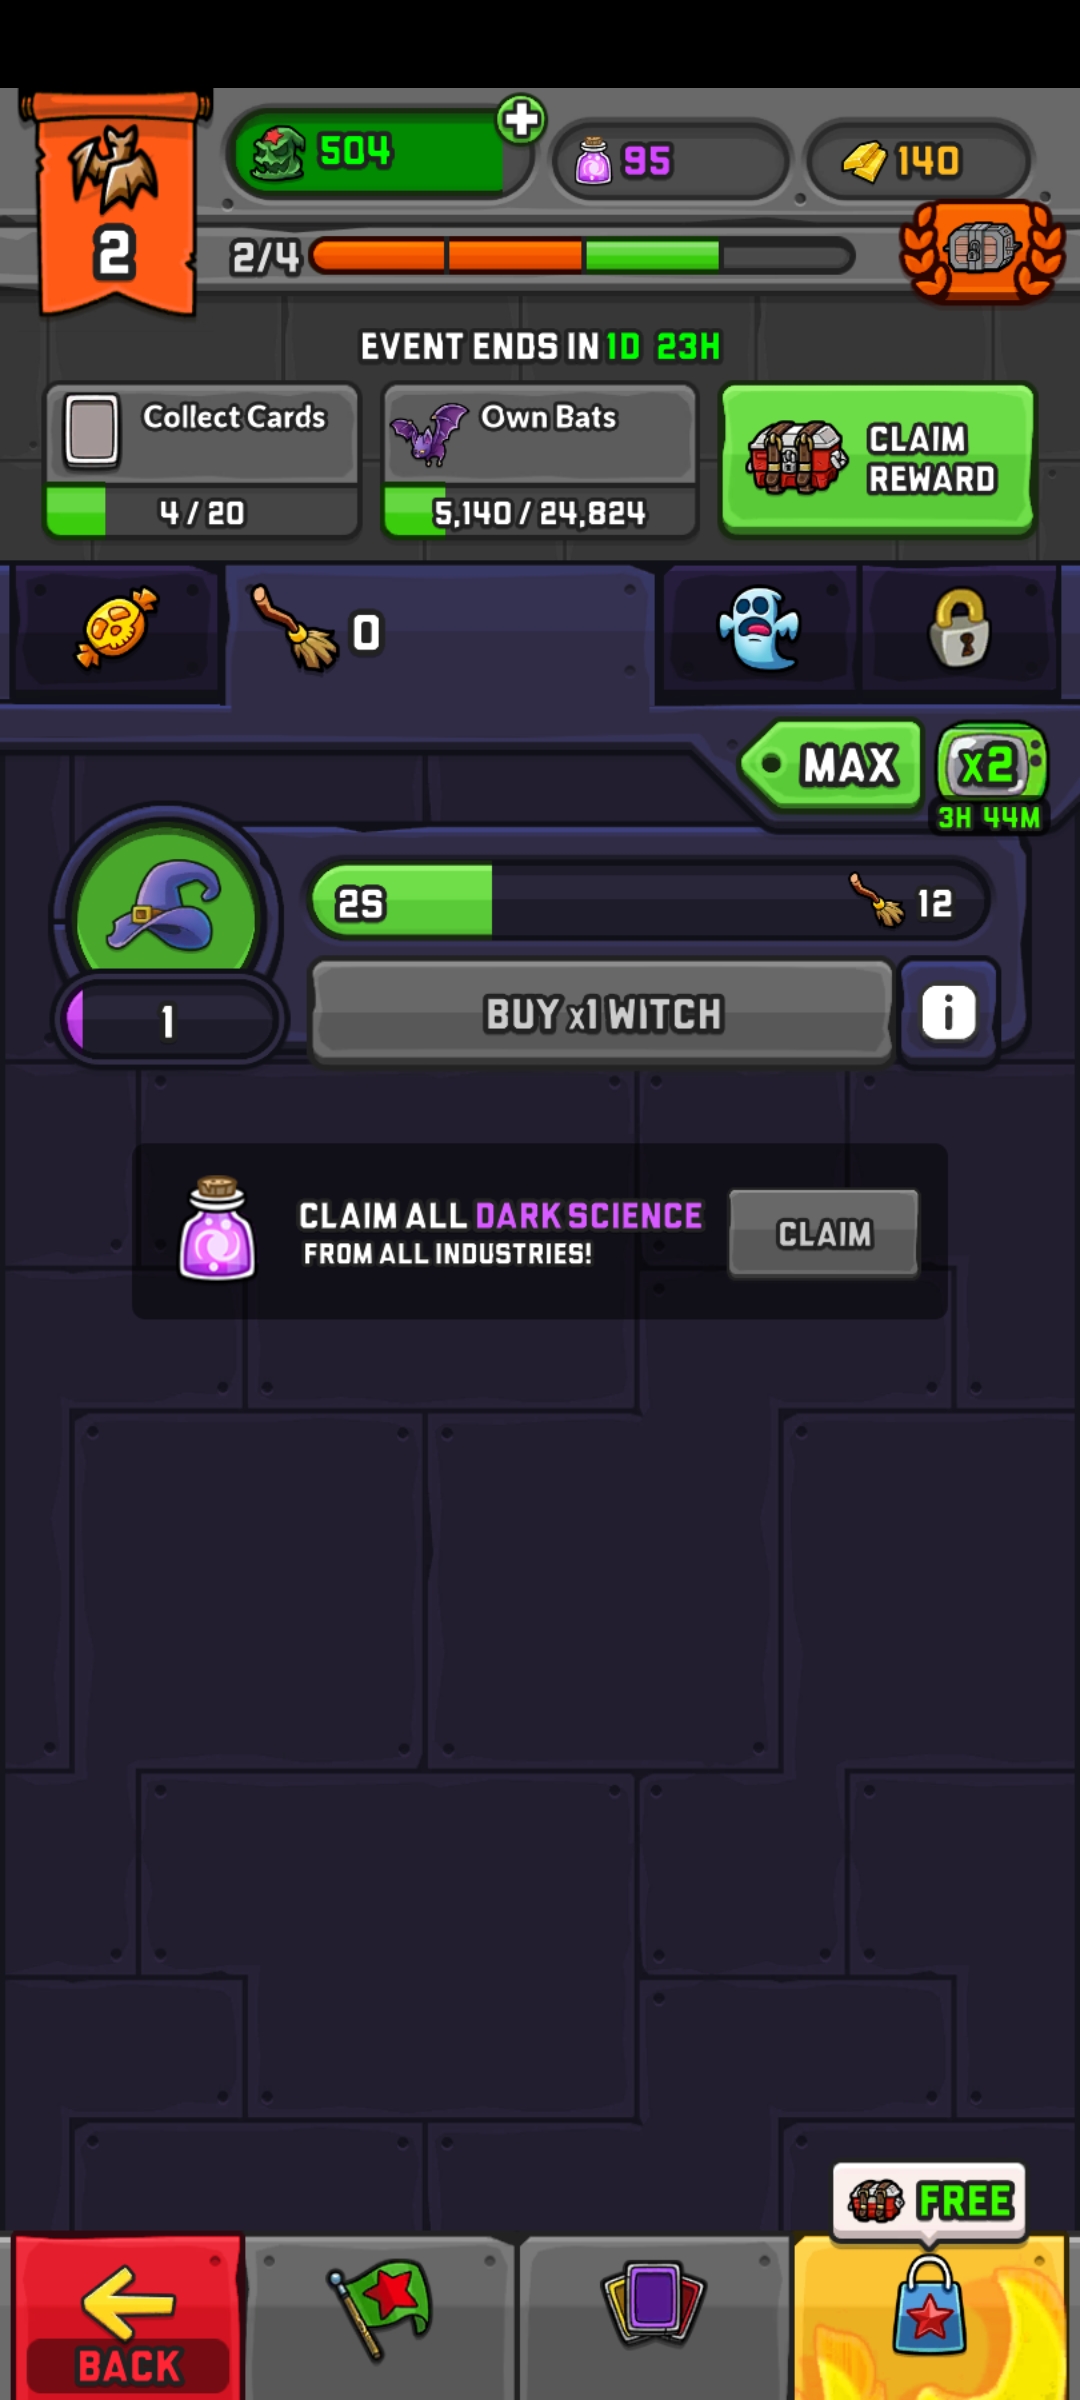 504
95
140
2
2/4
EVENT ENDS IN 1D 23H
Collect Cards
4 / 20
Own Bats
5,140 / 24,824
CLAIM
REWARD
0
MAX
x2
3H 44M
2S
12
1
BUY x1 WITCH
i
CLAIM ALL DARK SCIENCE
FROM ALL INDUSTRIES!
CLAIM
FREE
BACK